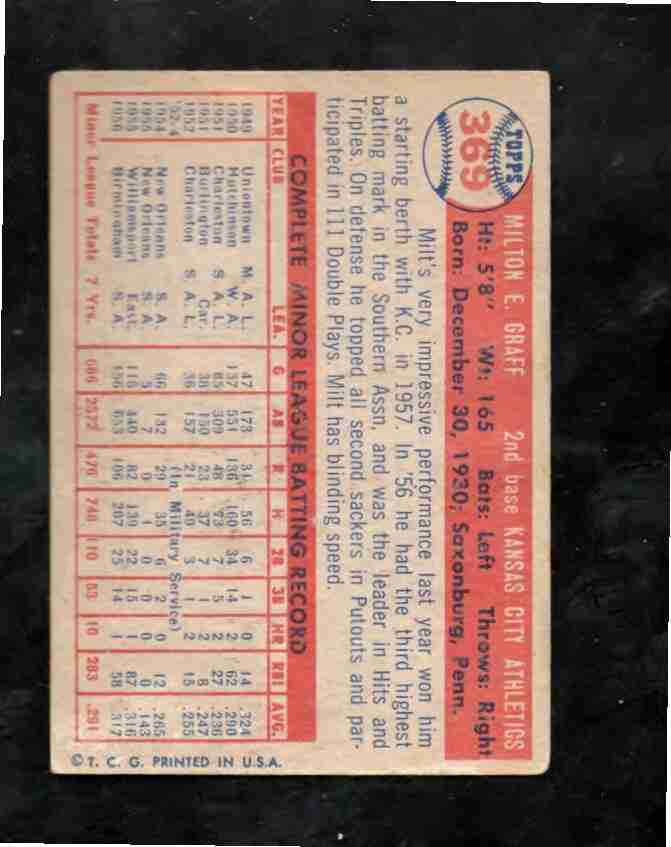 TOPPS
369
MILTON E. GRAFF 2nd base KANSAS CITY ATHLETICS
Ht: 5'8" Wt: 165 Bats: Left Throws: Right
Born: December 30, 1930; Saxonburg, Penn.
Milt's very impressive performance last year won him
a starting berth with K.C. in 1957. In '56 he had the third highest
batting mark in the Southern Assn. and was the leader in Hits and
Triples. On defense he topped all second sackers in Putouts and par-
ticipated in 111 Double Plays. Milt has blinding speed.
COMPLETE MINOR LEAGUE BATTING RECORD
YEAR CLUB LEA. G AB R H 2B 3B HR RBI AVG.
1949 Uniontown M. A. L. 47 173 31 56 6 1 0 14 .324
1950 Hutchinson W. A. 137 551 136 160 34 14 2 62 .290
1951 Charleston S. A. L. 85 309 48 73 7 5 2 27 .236
1951 Burlington Car. 38 150 23 37 7 1 2 8 .247
1952 Charleston S. A. L. 36 157 21 40 3 1 2 15 .255
'52-4 (In Military Service)
1954 New Orleans S. A. 66 132 29 35 6 2 0 12 .265
1955 New Orleans S. A. 5 7 0 1 0 0 0 0 .143
1955 Williamsport East. 116 440 82 139 22 15 1 87 .316
1956 Birmingham S. A. 156 653 106 207 25 14 1 58 .317
Minor League Totals 7 Yrs. 686 2572 476 748 110 53 10 283 .291
© T. C. G. PRINTED IN U.S.A.